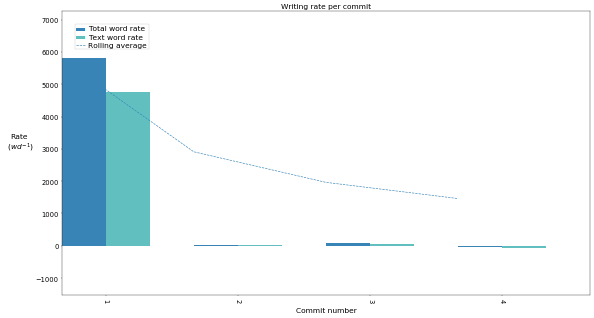 Writing rate per commit
7000
6000
5000
4000
3000
2000
1000
0
−1000
Rate
(wd⁻¹)
Total word rate
Text word rate
Rolling average
1
2
3
4
Commit number